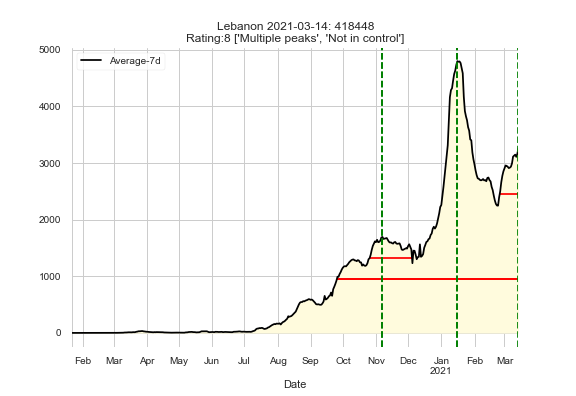 Lebanon 2021-03-14: 418448
Rating:8 ['Multiple peaks', 'Not in control']
Average-7d
5000
4000
3000
2000
1000
0
Feb Mar Apr May Jun Jul Aug Sep Oct Nov Dec Jan Feb Mar
2021
Date